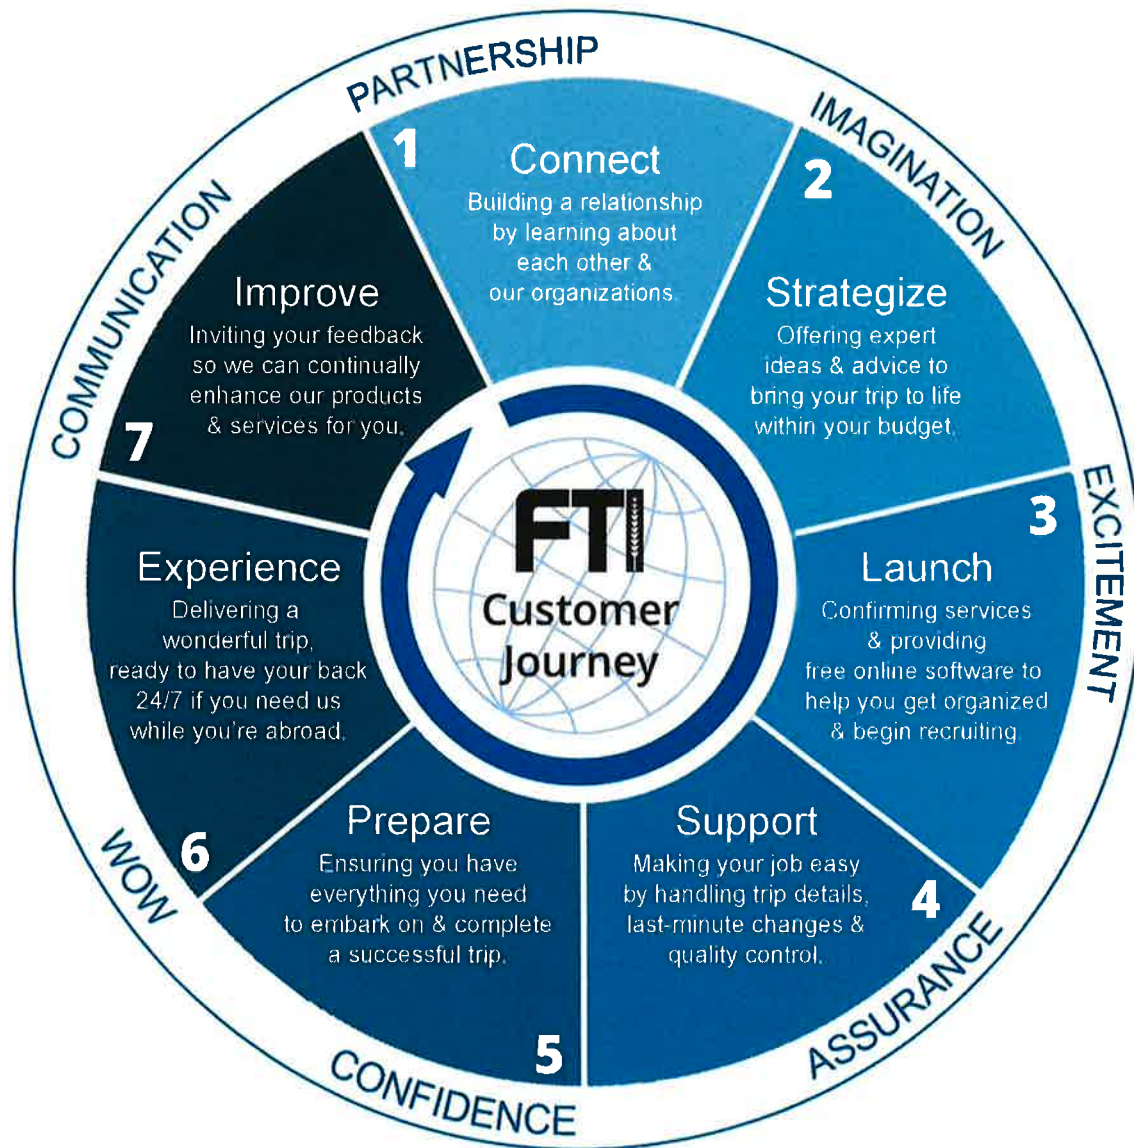 PARTNERSHIP
1
Connect
Building a relationship
by learning about
each other &
our organizations.
IMAGINATION
2
Strategize
Offering expert
ideas & advice to
bring your trip to life
within your budget.
EXCITEMENT
3
Launch
Confirming services
& providing
free online software to
help you get organized
& begin recruiting.
ASSURANCE
4
Support
Making your job easy
by handling trip details,
last-minute changes &
quality control.
CONFIDENCE
5
Prepare
Ensuring you have
everything you need
to embark on & complete
a successful trip.
WOW
6
Experience
Delivering a
wonderful trip,
ready to have your back
24/7 if you need us
while you're abroad.
COMMUNICATION
7
Improve
Inviting your feedback
so we can continually
enhance our products
& services for you.
FTI
Customer
Journey